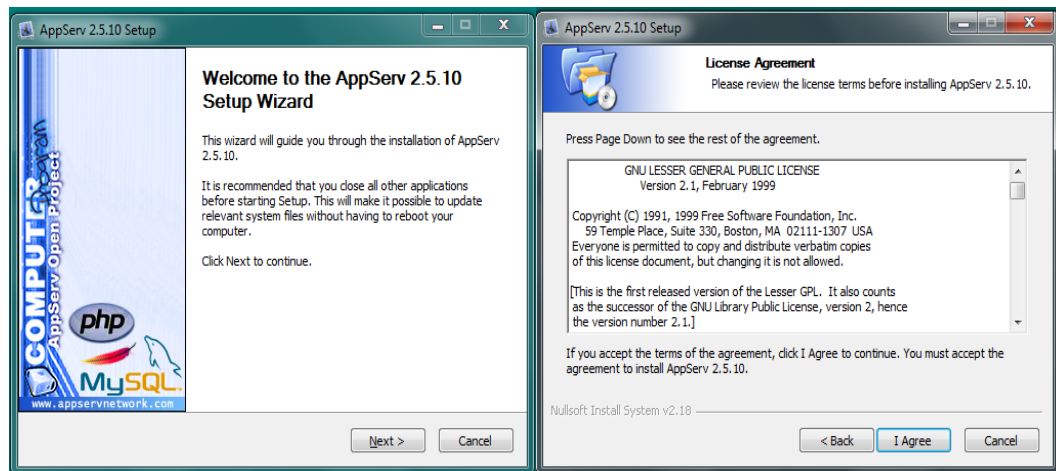 AppServ 2.5.10 Setup
X
Welcome to the AppServ 2.5.10
Setup Wizard
This wizard will guide you through the installation of AppServ
2.5.10.
It is recommended that you close all other applications
before starting Setup. This will make it possible to update
relevant system files without having to reboot your
computer.
Click Next to continue.
COMPUTER
Program
AppServ Open Project
php
MySQL
www.appservnetwork.com
Next >
Cancel
AppServ 2.5.10 Setup
X
License Agreement
Please review the license terms before installing AppServ 2.5.10.
Press Page Down to see the rest of the agreement.
GNU LESSER GENERAL PUBLIC LICENSE
Version 2.1, February 1999
Copyright (C) 1991, 1999 Free Software Foundation, Inc.
59 Temple Place, Suite 330, Boston, MA 02111-1307 USA
Everyone is permitted to copy and distribute verbatim copies
of this license document, but changing it is not allowed.
[This is the first released version of the Lesser GPL. It also counts
as the successor of the GNU Library Public License, version 2, hence
the version number 2.1.]
If you accept the terms of the agreement, click I Agree to continue. You must accept the
agreement to install AppServ 2.5.10.
Nullsoft Install System v2.18
< Back
I Agree
Cancel